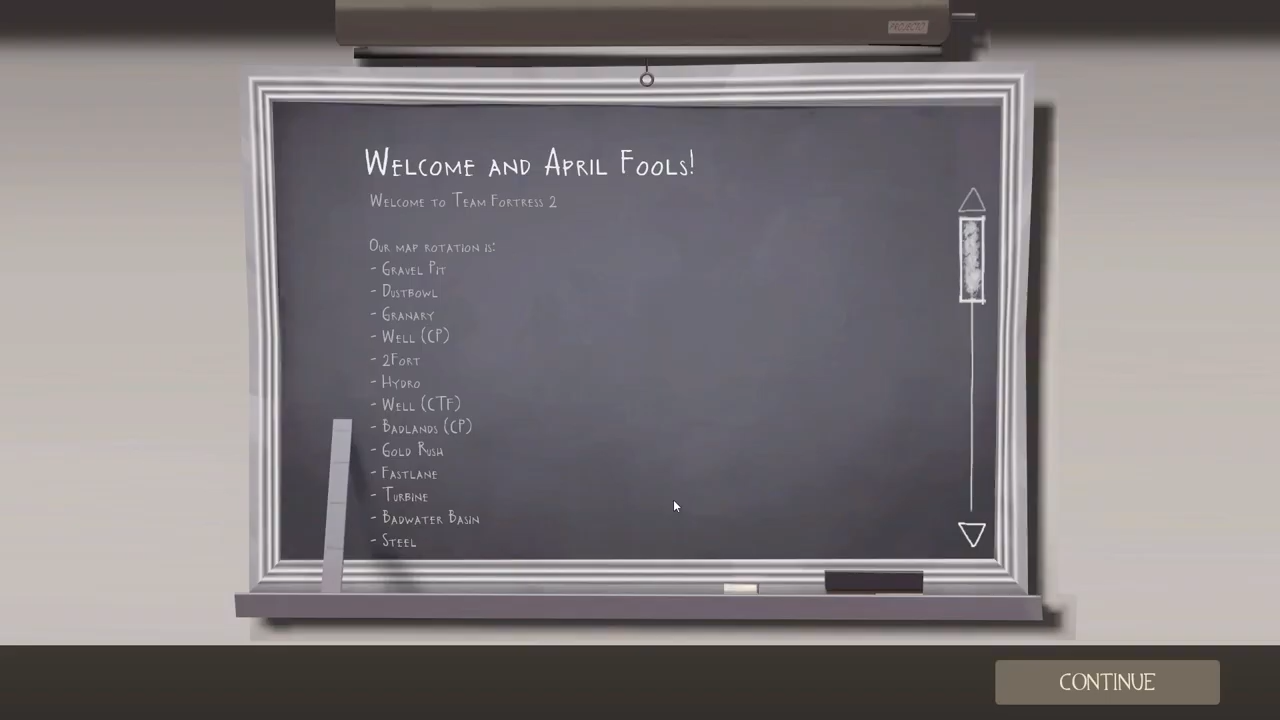 PROJECT
Welcome and April Fools!
Welcome to Team Fortress 2
Our map rotation is:
- Gravel Pit
- Dustbowl
- Granary
- Well (CP)
- 2Fort
- Hydro
- Well (CTF)
- Badlands (CP)
- Gold Rush
- Fastlane
- Turbine
- Badwater Basin
- Steel
CONTINUE